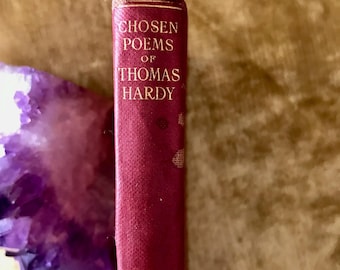 CHOSEN
POEMS
OF
THOMAS
HARDY